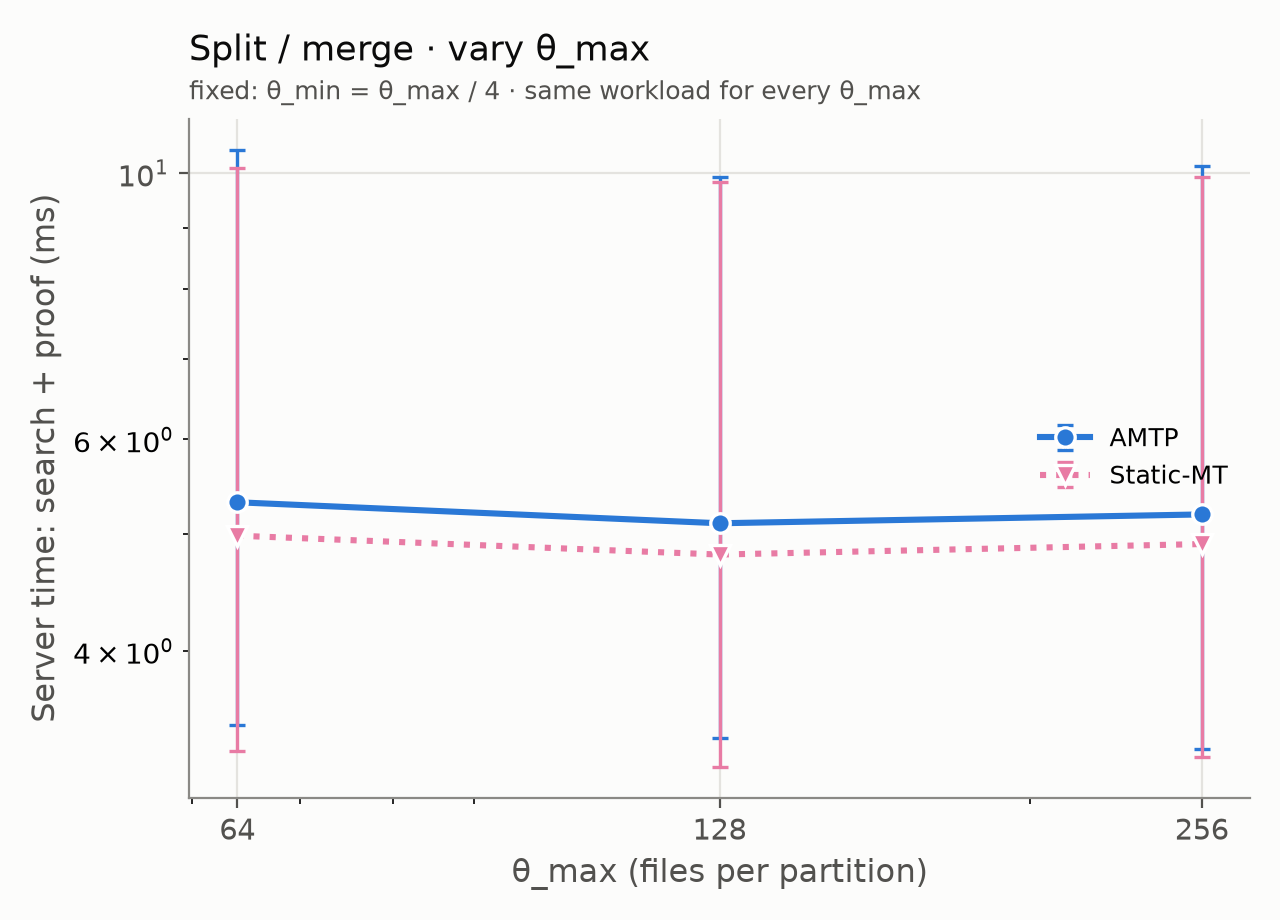 Split / merge · vary θ_max
fixed: θ_min = θ_max / 4 · same workload for every θ_max
Server time: search + proof (ms)
10¹
6 × 10⁰
4 × 10⁰
AMTP
Static-MT
64
128
256
θ_max (files per partition)